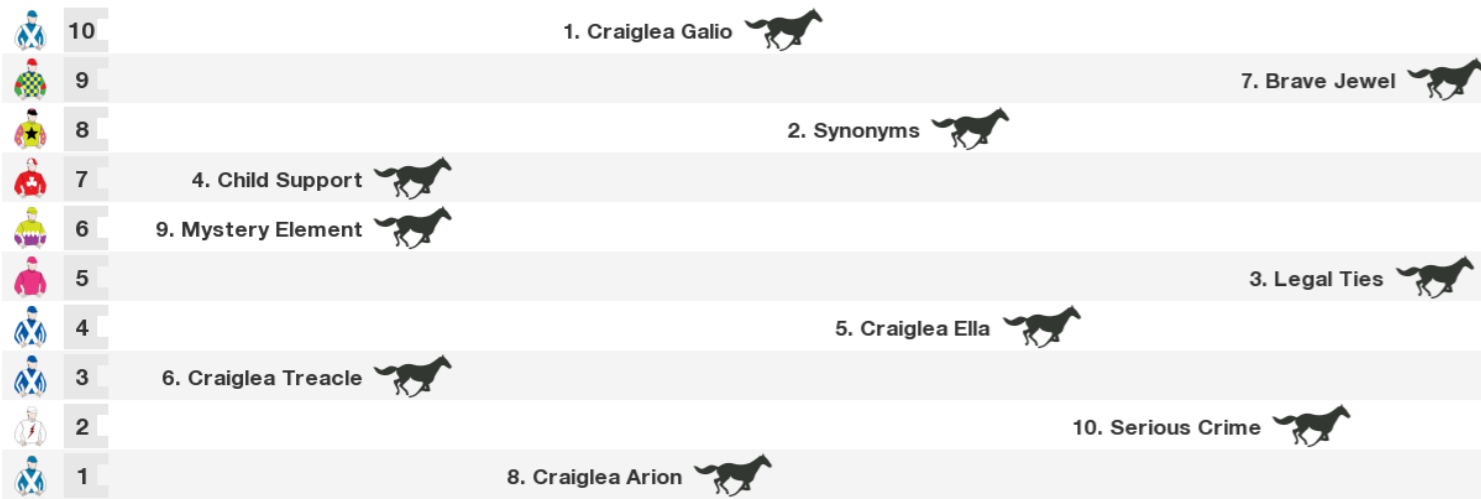 10 1. Craiglea Galio
9 7. Brave Jewel
8 2. Synonyms
7 4. Child Support
6 9. Mystery Element
5 3. Legal Ties
4 5. Craiglea Ella
3 6. Craiglea Treacle
2 10. Serious Crime
1 8. Craiglea Arion